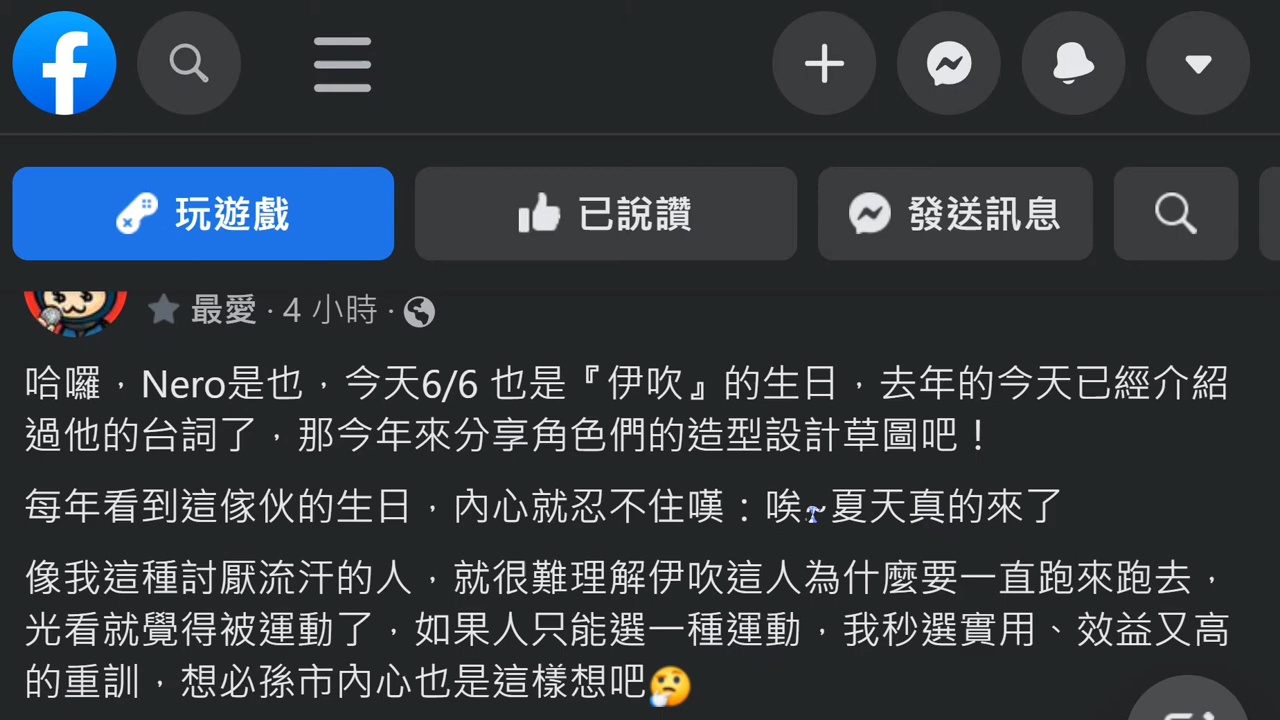 玩遊戲
已說讚
發送訊息
最愛 · 4 小時 ·
哈囉，Nero是也，今天6/6 也是『伊吹』的生日，去年的今天已經介紹
過他的台詞了，那今年來分享角色們的造型設計草圖吧！
每年看到這傢伙的生日，內心就忍不住嘆：唉~夏天真的來了
像我這種討厭流汗的人，就很難理解伊吹這人為什麼要一直跑來跑去，
光看就覺得被運動了，如果人只能選一種運動，我秒選實用、效益又高
的重訓，想必孫市內心也是這樣想吧🤔